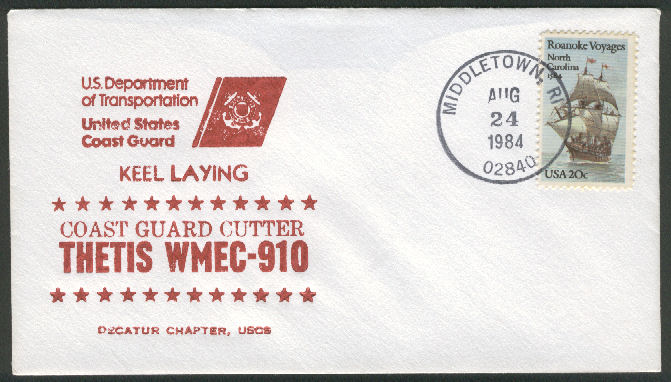 U.S. Department
of Transportation
United States
Coast Guard
KEEL LAYING
COAST GUARD CUTTER
THETIS WMEC-910
DECATUR CHAPTER, USCS
MIDDLETOWN, RI
AUG
24
1984
02840
Roanoke Voyages
North
Carolina
1584
USA 20c